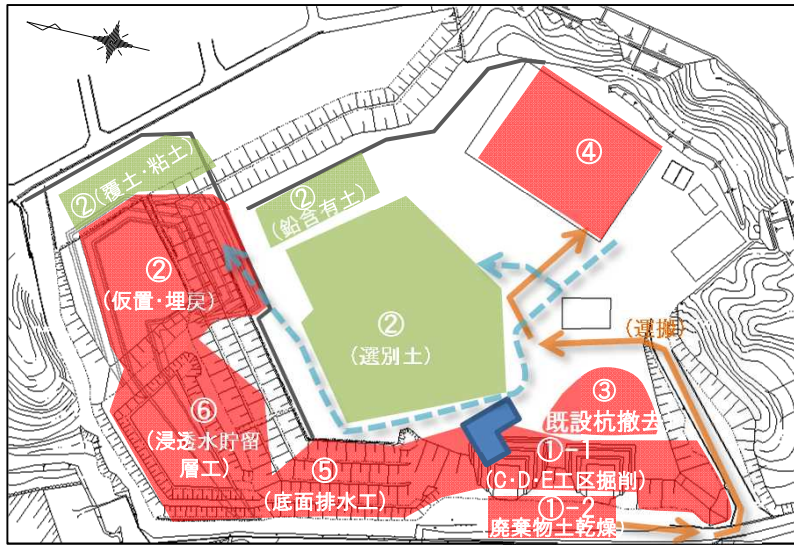 ②(覆土・粘土)
②
(鉛含有土)
④
②
(仮置・埋戻)
②
(選別土)
(運搬)
③
既設杭撤去
⑥
(浸透水貯留
層工)
⑤
(底面排水工)
①-1
(C・D・E工区掘削)
①-2
廃棄物土乾燥)